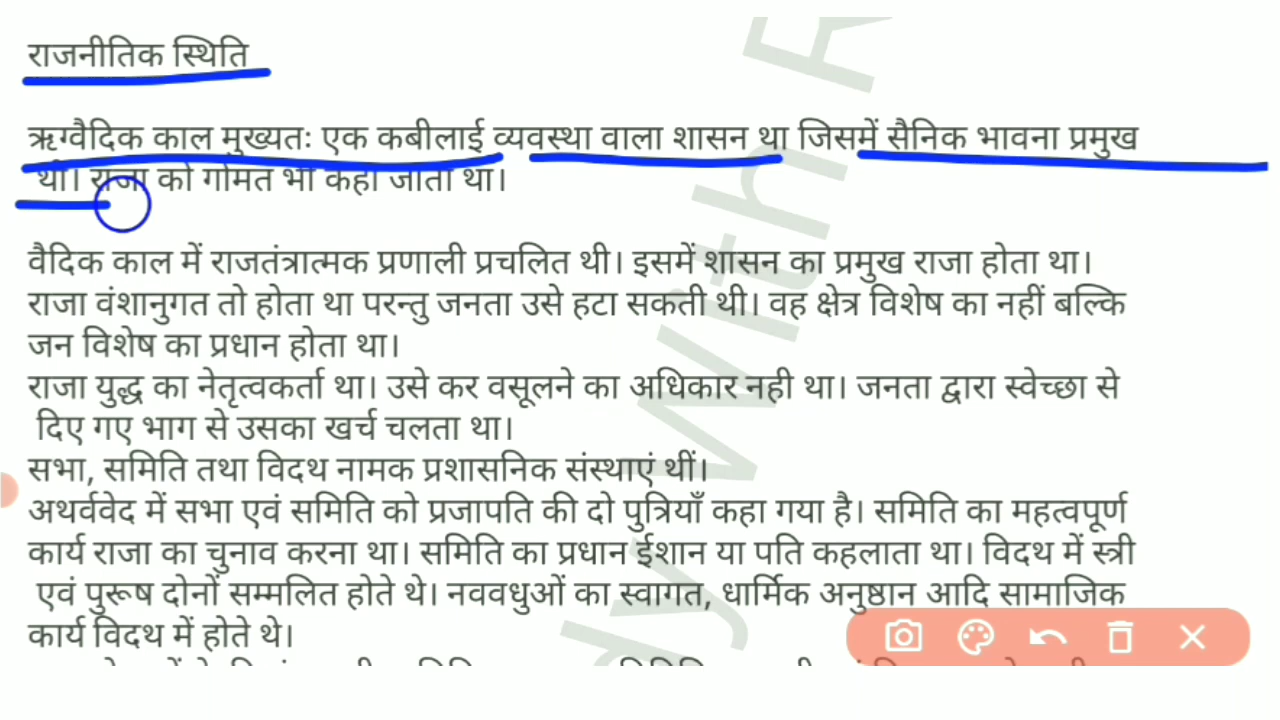 राजनीतिक स्थिति
ऋग्वैदिक काल मुख्यतः एक कबीलाई व्यवस्था वाला शासन था जिसमें सैनिक भावना प्रमुख
थी। राजा को गोमत भी कहा जाता था।
वैदिक काल में राजतंत्रात्मक प्रणाली प्रचलित थी। इसमें शासन का प्रमुख राजा होता था।
राजा वंशानुगत तो होता था परन्तु जनता उसे हटा सकती थी। वह क्षेत्र विशेष का नहीं बल्कि
जन विशेष का प्रधान होता था।
राजा युद्ध का नेतृत्वकर्ता था। उसे कर वसूलने का अधिकार नही था। जनता द्वारा स्वेच्छा से
दिए गए भाग से उसका खर्च चलता था।
सभा, समिति तथा विदथ नामक प्रशासनिक संस्थाएं थीं।
अथर्ववेद में सभा एवं समिति को प्रजापति की दो पुत्रियाँ कहा गया है। समिति का महत्वपूर्ण
कार्य राजा का चुनाव करना था। समिति का प्रधान ईशान या पति कहलाता था। विदथ में स्त्री
एवं पुरूष दोनों सम्मलित होते थे। नववधुओं का स्वागत, धार्मिक अनुष्ठान आदि सामाजिक
कार्य विदथ में होते थे।
dy With R